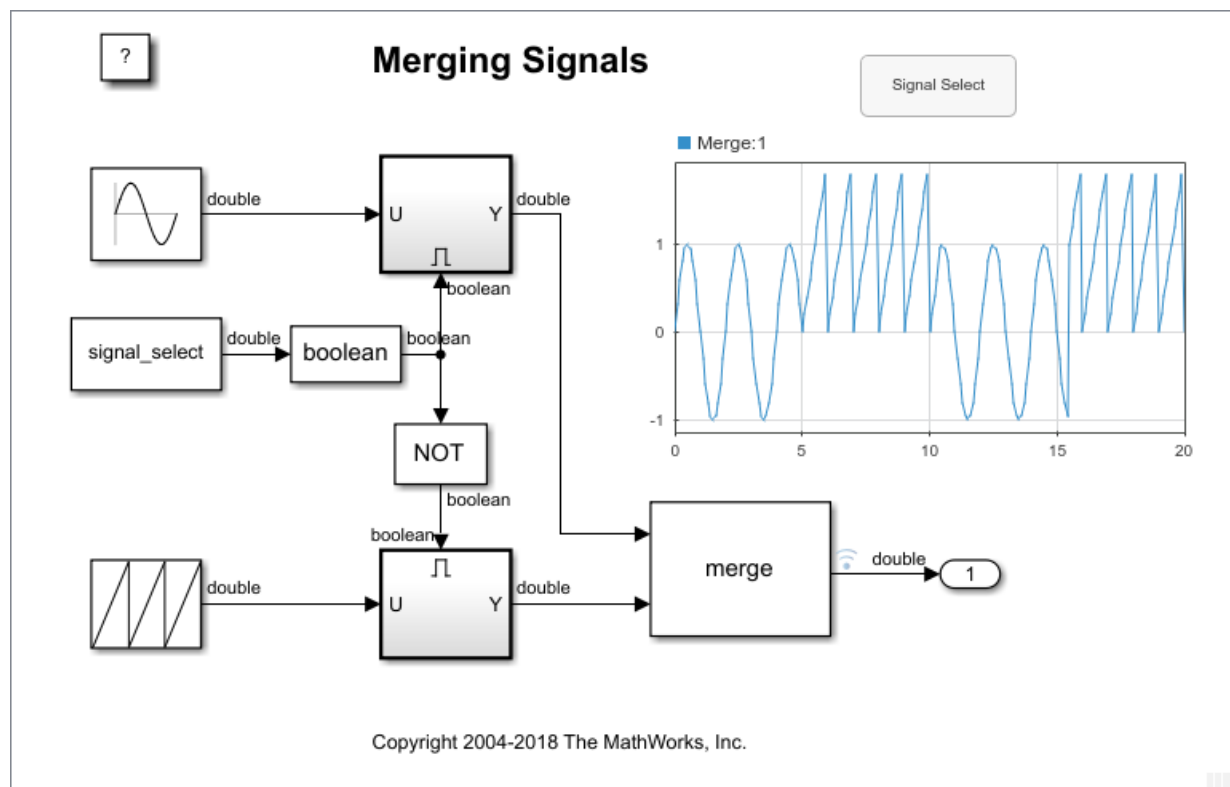 ?
Merging Signals
Signal Select
Merge:1
1
0
-1
0
5
10
15
20
double
U
Y
double
boolean
signal_select
double
boolean
boolean
NOT
boolean
boolean
double
U
Y
double
merge
double
1
Copyright 2004-2018 The MathWorks, Inc.